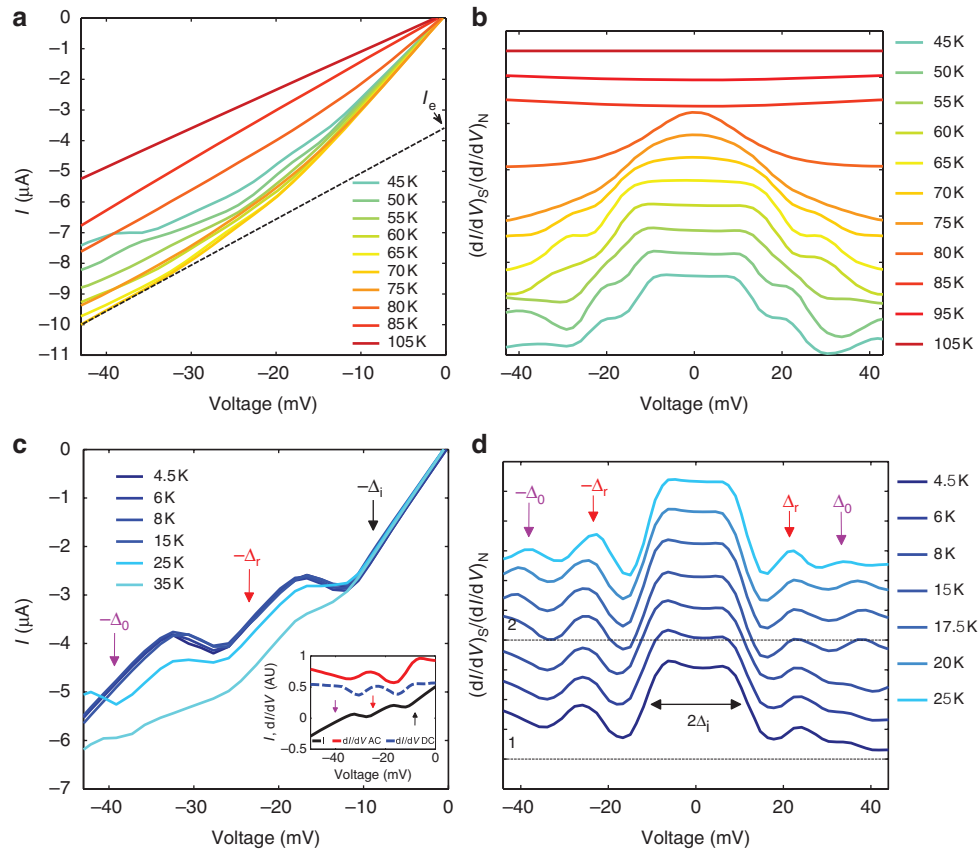 a
I (μA)
0
−1
−2
−3
−4
−5
−6
−7
−8
−9
−10
−11
Ie
45 K
50 K
55 K
60 K
65 K
70 K
75 K
80 K
85 K
105 K
−40 −30 −20 −10 0
Voltage (mV)
b
(dI/dV)S/(dI/dV)N
45 K
50 K
55 K
60 K
65 K
70 K
75 K
80 K
85 K
95 K
105 K
−40 −20 0 20 40
Voltage (mV)
c
I (μA)
0
−1
−2
−3
−4
−5
−6
−7
4.5 K
6 K
8 K
15 K
25 K
35 K
−Δi
−Δr
−Δ0
I, dI/dV (AU)
1
0.5
0
−0.5
I dI/dV AC dI/dV DC
−40 −20 0
Voltage (mV)
−40 −30 −20 −10 0
Voltage (mV)
d
(dI/dV)S/(dI/dV)N
−Δ0 −Δr Δr Δ0
2
1
2Δi
4.5 K
6 K
8 K
15 K
17.5 K
20 K
25 K
−40 −20 0 20 40
Voltage (mV)